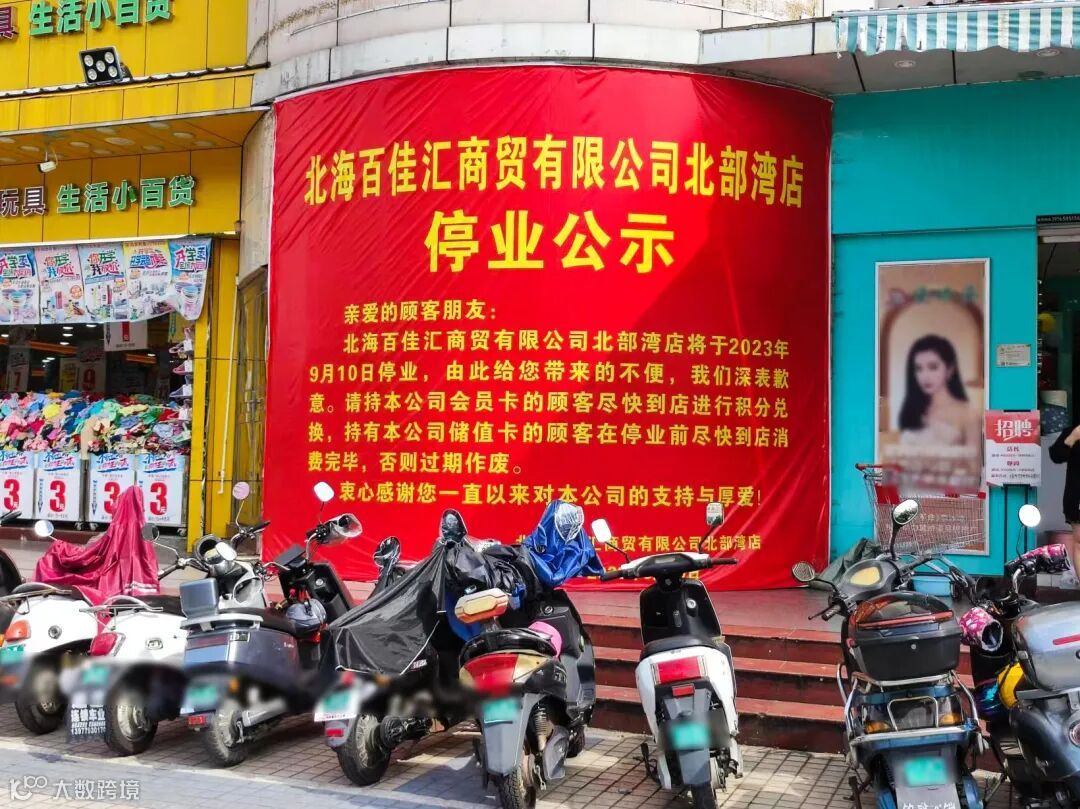 具 生活小百货
玩具 生活小百货
北海百佳汇商贸有限公司北部湾店
停业公示
亲爱的顾客朋友：
北海百佳汇商贸有限公司北部湾店将于2023年
9月10日停业，由此给您带来的不便，我们深表歉
意。请持本公司会员卡的顾客尽快到店进行积分兑
换，持有本公司储值卡的顾客在停业前尽快到店消
费完毕，否则过期作废。
衷心感谢您一直以来对本公司的支持与厚爱！
汇商贸有限公司北部湾店
招聘
3
3
3
大数跨境